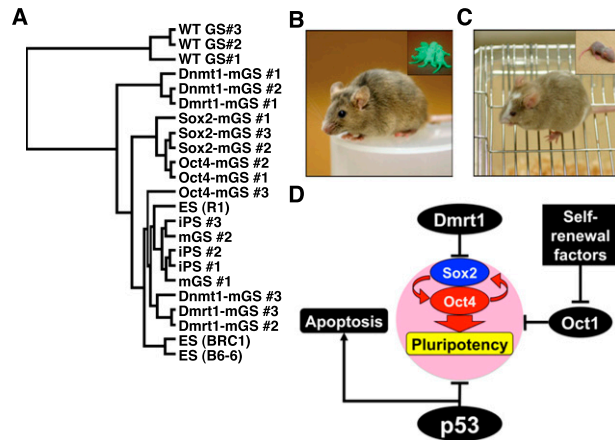 A
WT GS#3
WT GS#2
WT GS#1
Dnmt1-mGS #1
Dnmt1-mGS #2
Dmrt1-mGS #1
Sox2-mGS #1
Sox2-mGS #3
Sox2-mGS #2
Oct4-mGS #2
Oct4-mGS #1
Oct4-mGS #3
ES (R1)
iPS #3
mGS #2
iPS #2
iPS #1
mGS #1
Dnmt1-mGS #3
Dmrt1-mGS #3
Dmrt1-mGS #2
ES (BRC1)
ES (B6-6)
B
C
D
Dmrt1
Self-
renewal
factors
Sox2
Oct4
Pluripotency
Apoptosis
Oct1
p53